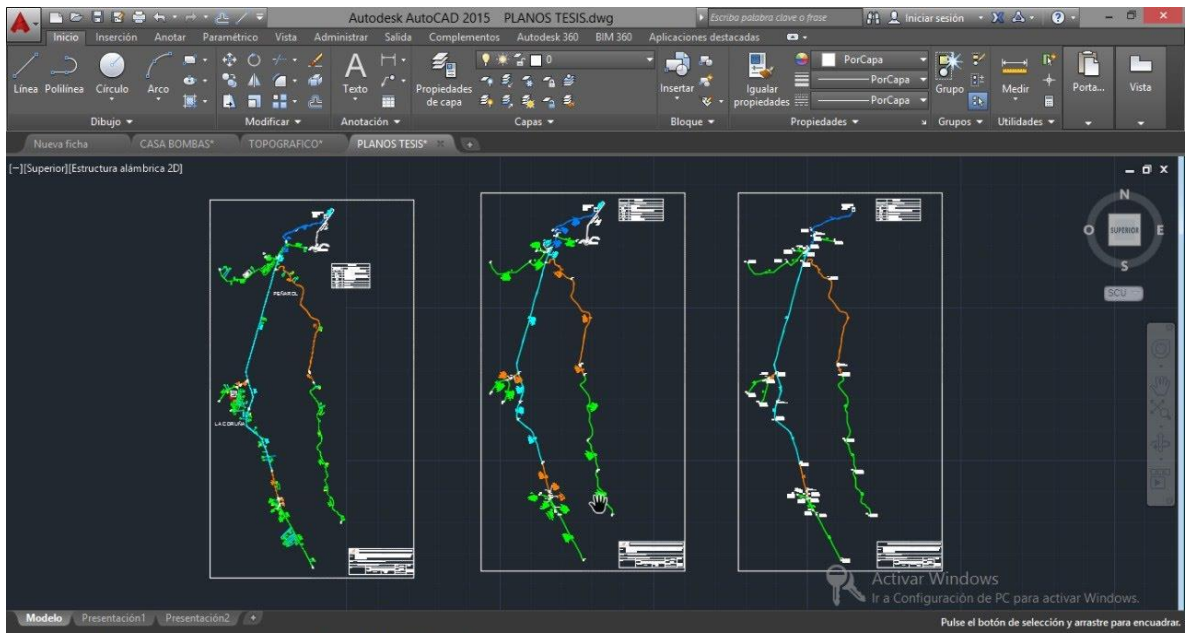 Autodesk AutoCAD 2015 PLANOS TESIS.dwg
Escriba palabra clave o frase
Iniciar sesión
Inicio Inserción Anotar Paramétrico Vista Administrar Salida Complementos Autodesk 360 BIM 360 Aplicaciones destacadas
0
PorCapa
PorCapa
PorCapa
Línea Polilínea Círculo Arco
Texto
Propiedades de capa
Insertar
Igualar propiedades
Grupo
Medir
Porta...
Vista
Dibujo Modificar Anotación Capas Bloque Propiedades Grupos Utilidades
Nueva ficha CASA BOMBAS* TOPOGRAFICO* PLANOS TESIS*
[−][Superior][Estructura alámbrica 2D]
N
O SUPERIOR E
S
SCU
PEÑAROL
LA CORUÑA
Activar Windows
Ir a Configuración de PC para activar Windows.
Modelo Presentación1 Presentación2
Pulse el botón de selección y arrastre para encuadrar.